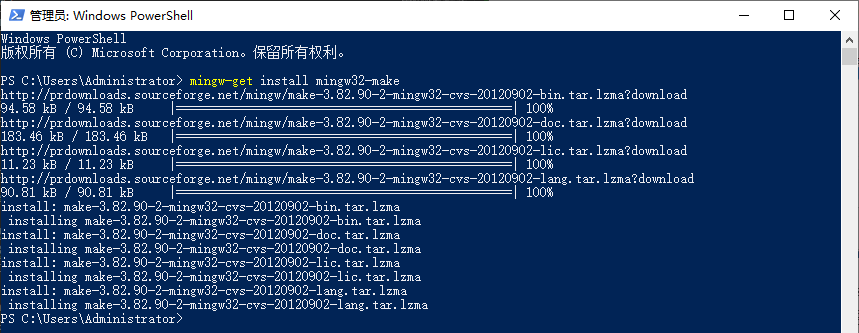 管理员: Windows PowerShell
Windows PowerShell
版权所有 (C) Microsoft Corporation。保留所有权利。
PS C:\Users\Administrator> mingw-get install mingw32-make
http://prdownloads.sourceforge.net/mingw/make-3.82.90-2-mingw32-cvs-20120902-bin.tar.lzma?download
94.58 kB / 94.58 kB |================================================| 100%
http://prdownloads.sourceforge.net/mingw/make-3.82.90-2-mingw32-cvs-20120902-doc.tar.lzma?download
183.46 kB / 183.46 kB |================================================| 100%
http://prdownloads.sourceforge.net/mingw/make-3.82.90-2-mingw32-cvs-20120902-lic.tar.lzma?download
11.23 kB / 11.23 kB |================================================| 100%
http://prdownloads.sourceforge.net/mingw/make-3.82.90-2-mingw32-cvs-20120902-lang.tar.lzma?download
90.81 kB / 90.81 kB |================================================| 100%
install: make-3.82.90-2-mingw32-cvs-20120902-bin.tar.lzma
 installing make-3.82.90-2-mingw32-cvs-20120902-bin.tar.lzma
install: make-3.82.90-2-mingw32-cvs-20120902-doc.tar.lzma
 installing make-3.82.90-2-mingw32-cvs-20120902-doc.tar.lzma
install: make-3.82.90-2-mingw32-cvs-20120902-lic.tar.lzma
 installing make-3.82.90-2-mingw32-cvs-20120902-lic.tar.lzma
install: make-3.82.90-2-mingw32-cvs-20120902-lang.tar.lzma
 installing make-3.82.90-2-mingw32-cvs-20120902-lang.tar.lzma
PS C:\Users\Administrator>